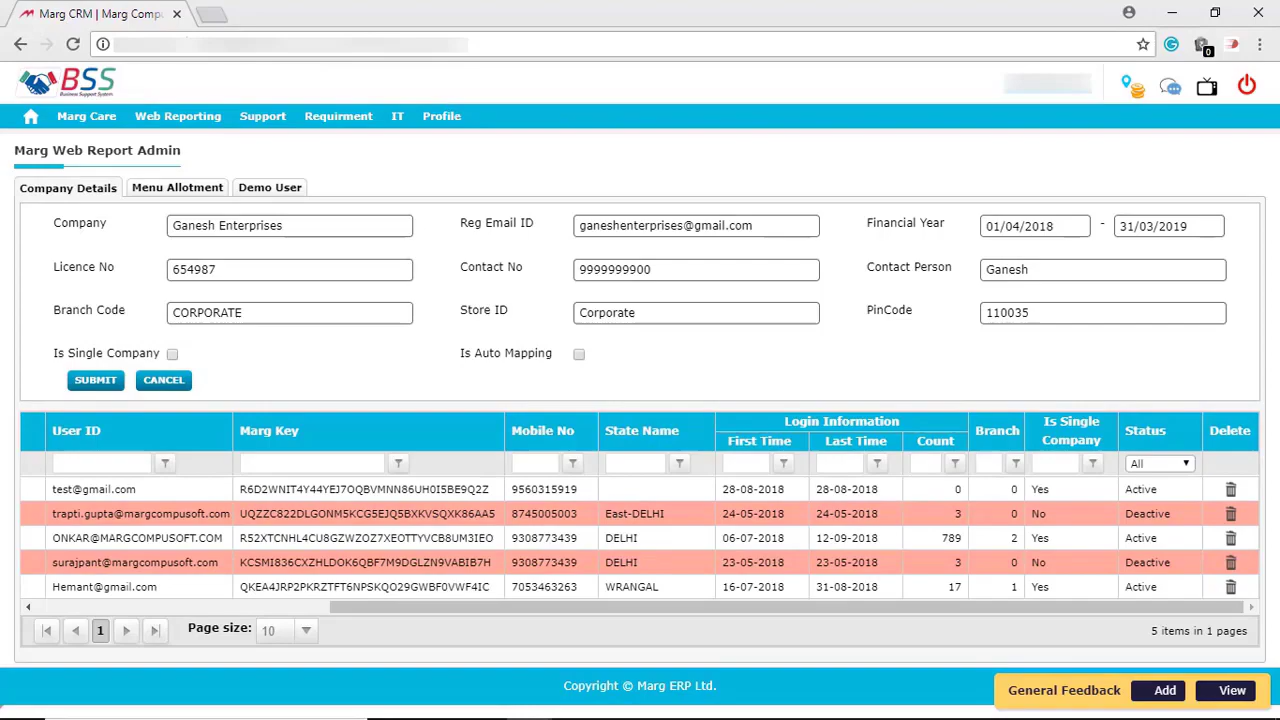 Marg CRM | Marg Compu
0
BSS
Business Support System
Marg Care Web Reporting Support Requirment IT Profile
Marg Web Report Admin
Company Details Menu Allotment Demo User
Company Ganesh Enterprises Reg Email ID ganeshenterprises@gmail.com Financial Year 01/04/2018 - 31/03/2019
Licence No 654987 Contact No 9999999900 Contact Person Ganesh
Branch Code CORPORATE Store ID Corporate PinCode 110035
Is Single Company Is Auto Mapping
SUBMIT CANCEL
User ID Marg Key Mobile No State Name Login Information First Time Last Time Count Branch Is Single Company Status Delete
All
test@gmail.com R6D2WNIT4Y44YEJ7OQBVMNN86UH0I5BE9Q2Z 9560315919 28-08-2018 28-08-2018 0 0 Yes Active
trapti.gupta@margcompusoft.com UQZZC822DLGONM5KCG5EJQ5BXKVSQXK86AA5 8745005003 East-DELHI 24-05-2018 24-05-2018 3 0 No Deactive
ONKAR@MARGCOMPUSOFT.COM R52XTCNHL4CU8GZWZOZ7XEOTTYVCB8UM3IEO 9308773439 DELHI 06-07-2018 12-09-2018 789 2 Yes Active
surajpant@margcompusoft.com KCSMI836CXZHLDOK6QBF7M9DGLZN9VABIB7H 9308773439 DELHI 23-05-2018 23-05-2018 3 0 No Deactive
Hemant@gmail.com QKEA4JRP2PKRZTFT6NPSKQO29GWBF0VWF4IC 7053463263 WRANGAL 16-07-2018 31-08-2018 17 1 Yes Active
1 Page size: 10 5 items in 1 pages
Copyright © Marg ERP Ltd.
General Feedback Add View